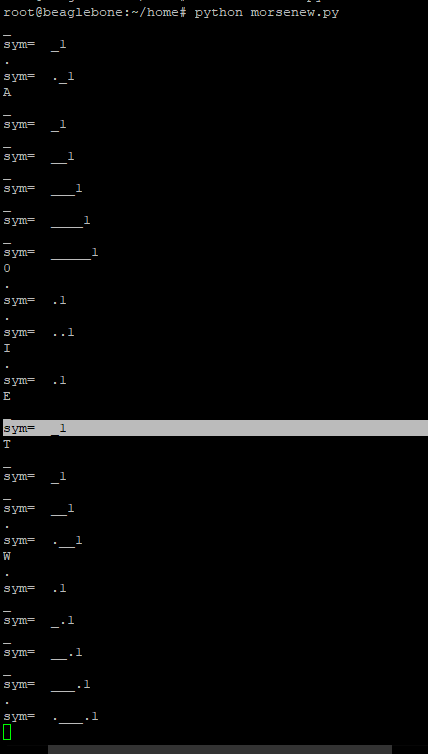 root@beaglebone:~/home# python morsenew.py
_
sym=  _1
.
sym=  ._1
A
_
sym=  _1
_
sym=  __1
_
sym=  ___1
_
sym=  ____1
_
sym=  _____1
0
.
sym=  .1
.
sym=  ..1
I
.
sym=  .1
E
_
sym=  _1
T
_
sym=  _1
_
sym=  __1
.
sym=  .__1
W
.
sym=  .1
_
sym=  _.1
_
sym=  __.1
_
sym=  ___.1
.
sym=  .___.1